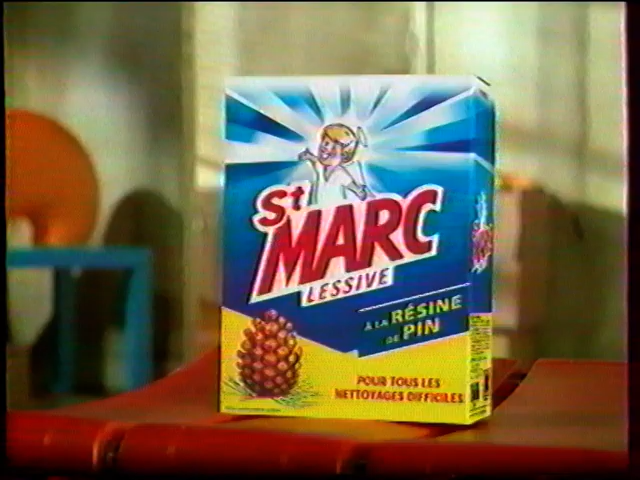 St
MARC
LESSIVE
À LA RÉSINE
DE PIN
POUR TOUS LES
NETTOYAGES DIFFICILES